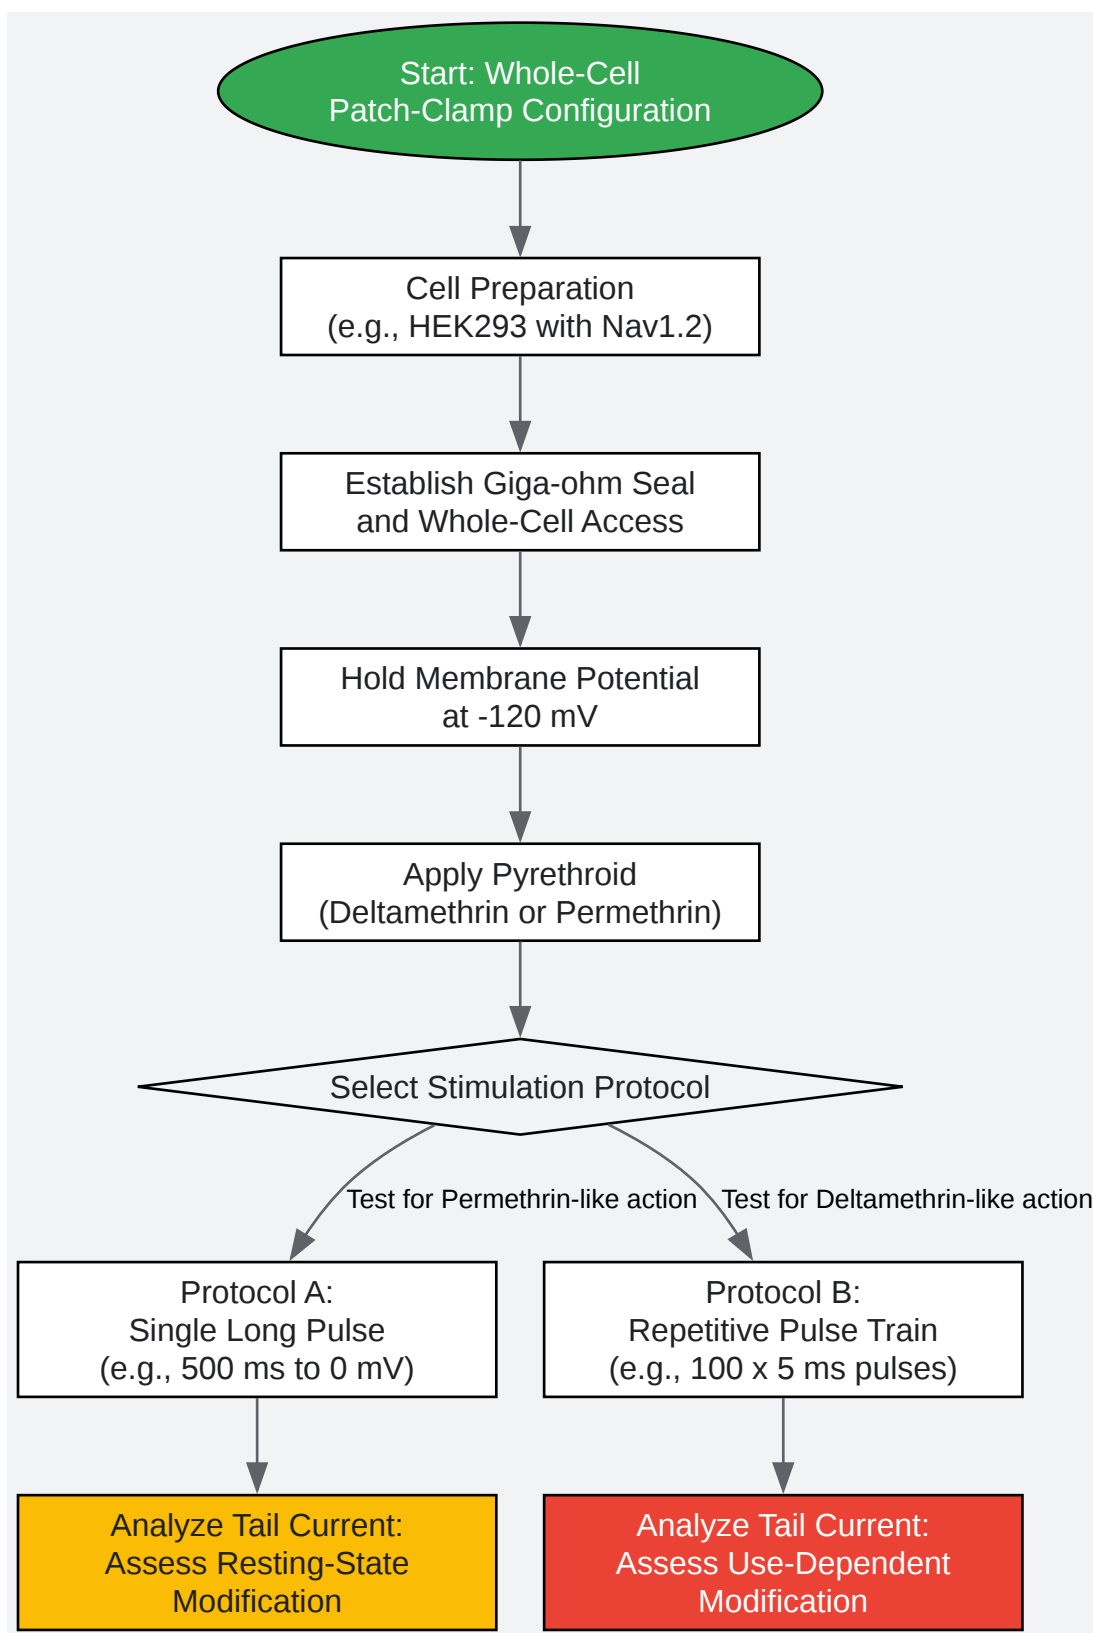 Start: Whole-Cell
Patch-Clamp Configuration
Cell Preparation
(e.g., HEK293 with Nav1.2)
Establish Giga-ohm Seal
and Whole-Cell Access
Hold Membrane Potential
at -120 mV
Apply Pyrethroid
(Deltamethrin or Permethrin)
Select Stimulation Protocol
Test for Permethrin-like action
Test for Deltamethrin-like action
Protocol A:
Single Long Pulse
(e.g., 500 ms to 0 mV)
Protocol B:
Repetitive Pulse Train
(e.g., 100 x 5 ms pulses)
Analyze Tail Current:
Assess Resting-State
Modification
Analyze Tail Current:
Assess Use-Dependent
Modification